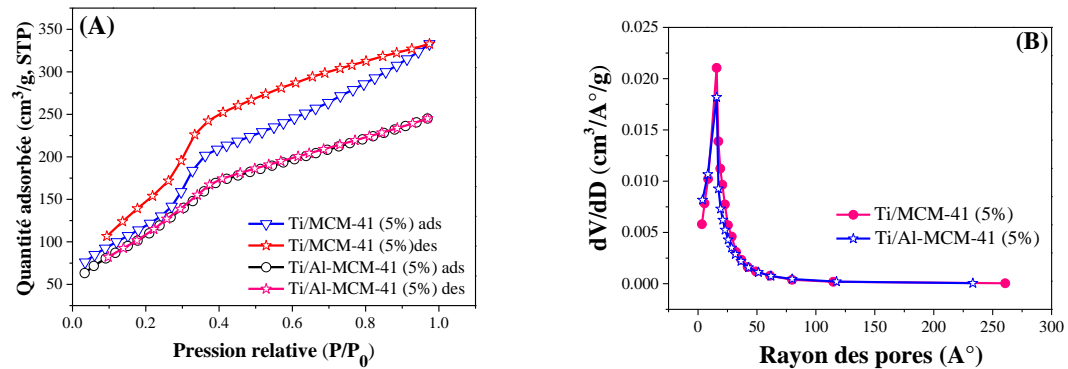 (A)
Quantité adsorbée (cm³/g, STP)
350
300
250
200
150
100
50
0.0
0.2
0.4
0.6
0.8
1.0
Pression relative (P/P₀)
Ti/MCM-41 (5%) ads
Ti/MCM-41 (5%)des
Ti/Al-MCM-41 (5%) ads
Ti/Al-MCM-41 (5%) des
(B)
dV/dD (cm³/A°/g)
0.025
0.020
0.015
0.010
0.005
0.000
0
50
100
150
200
250
300
Rayon des pores (A°)
Ti/MCM-41 (5%)
Ti/Al-MCM-41 (5%)